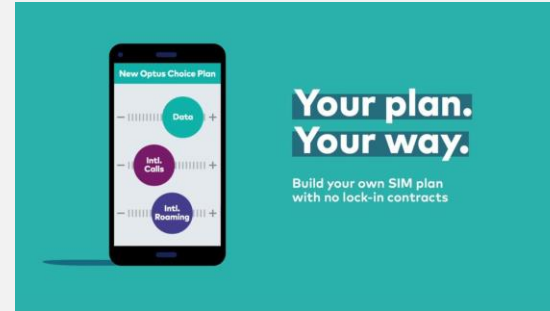 New Optus Choice Plan
Data
Intl.
Calls
Intl.
Roaming
Your plan.
Your way.
Build your own SIM plan
with no lock-in contracts